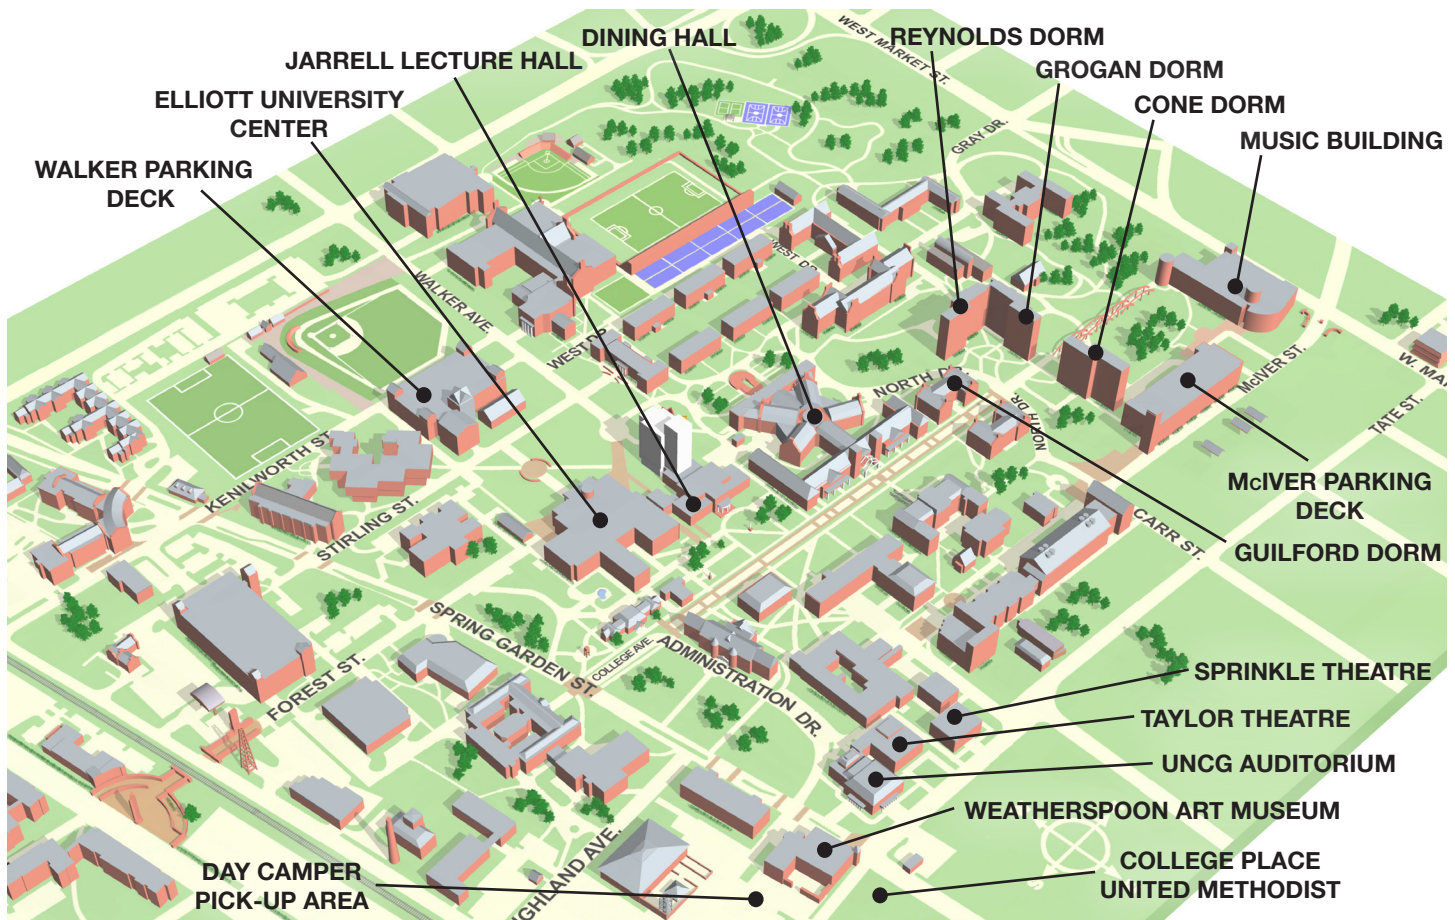 WEST MARKET ST.
DINING HALL
REYNOLDS DORM
JARRELL LECTURE HALL
GROGAN DORM
ELLIOTT UNIVERSITY
CENTER
CONE DORM
MUSIC BUILDING
GRAY DR.
WALKER PARKING
DECK
WALKER AVE.
WEST DR.
WEST DR.
NORTH DR.
NORTH DR.
McIVER ST.
W. MA
TATE ST.
KENILWORTH ST.
STIRLING ST.
McIVER PARKING
DECK
CARR ST.
GUILFORD DORM
SPRING GARDEN ST.
COLLEGE AVE.
ADMINISTRATION DR.
FOREST ST.
SPRINKLE THEATRE
TAYLOR THEATRE
UNCG AUDITORIUM
WEATHERSPOON ART MUSEUM
HIGHLAND AVE.
DAY CAMPER
PICK-UP AREA
COLLEGE PLACE
UNITED METHODIST